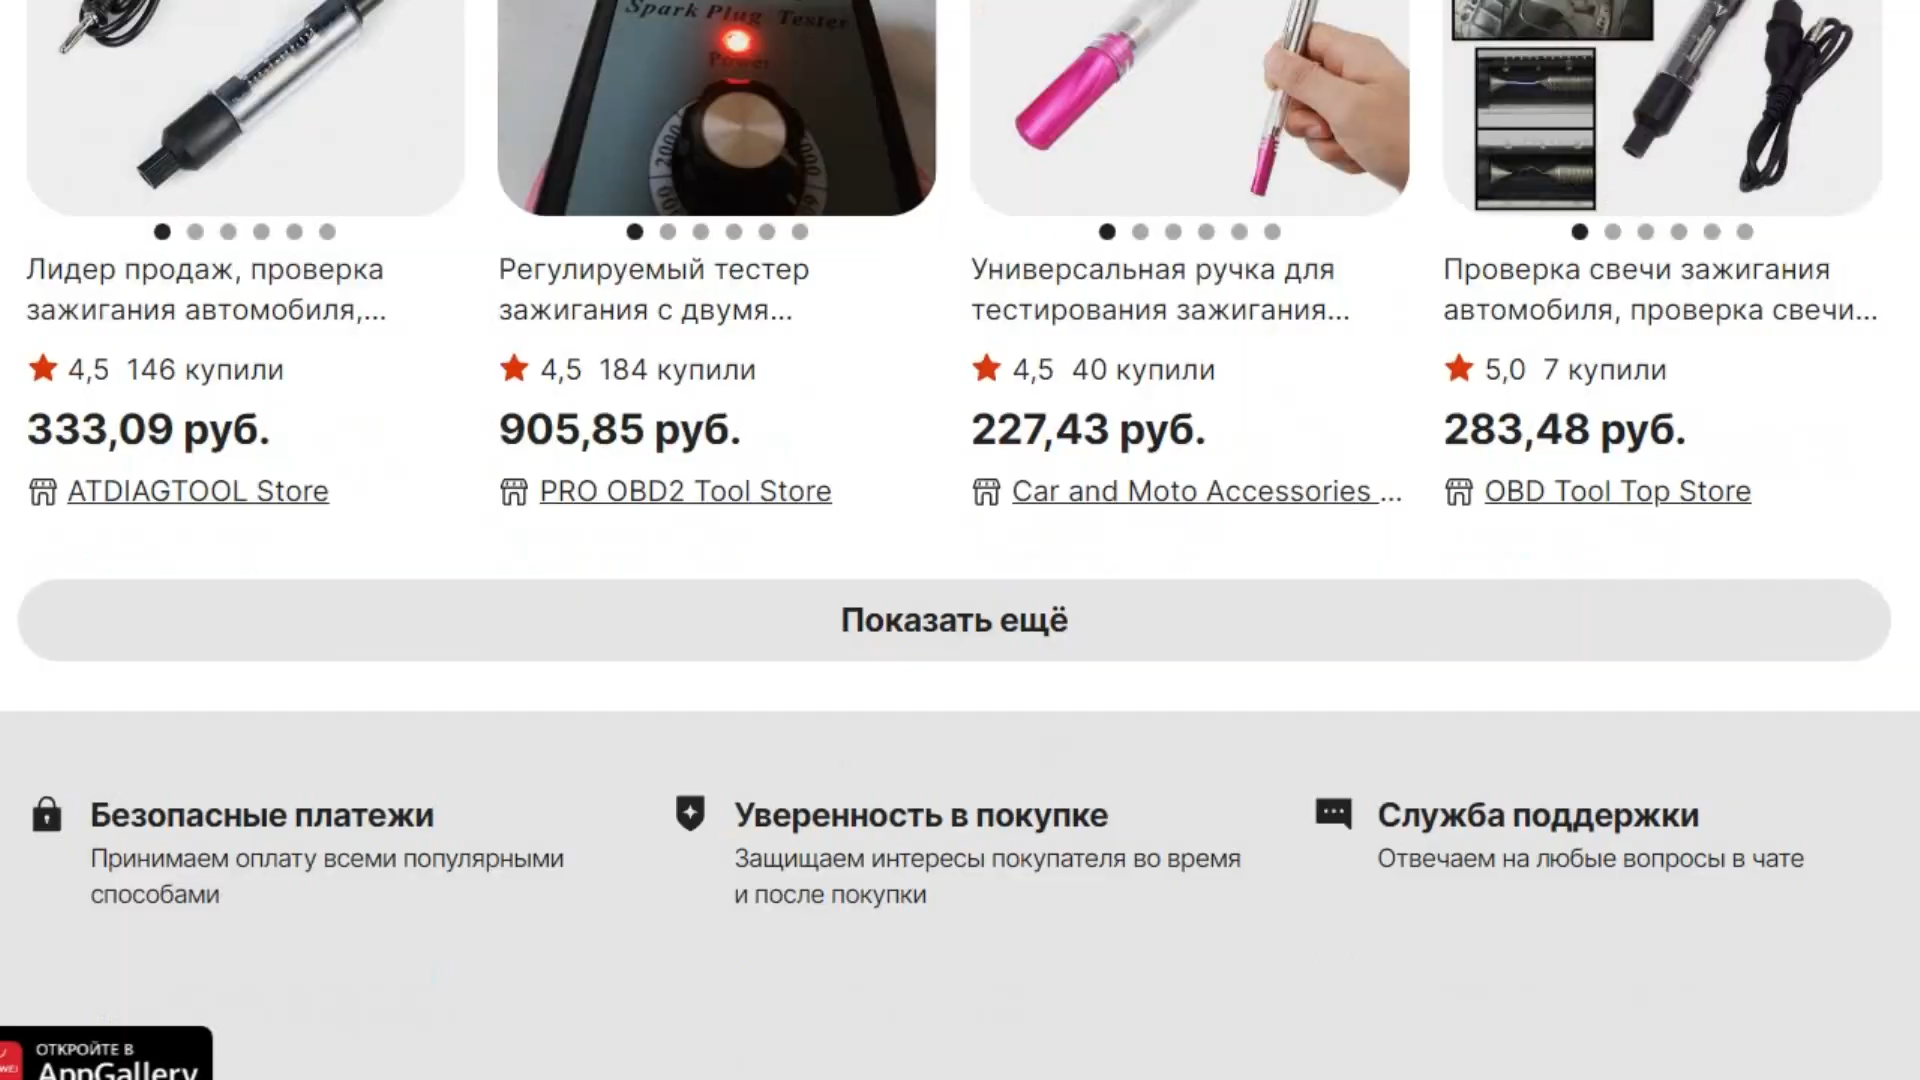 Spark Plug Tester
Power
Лидер продаж, проверка
зажигания автомобиля,...
4,5 146 купили
333,09 руб.
ATDIAGTOOL Store
Регулируемый тестер
зажигания с двумя...
4,5 184 купили
905,85 руб.
PRO OBD2 Tool Store
Универсальная ручка для
тестирования зажигания...
4,5 40 купили
227,43 руб.
Car and Moto Accessories ...
Проверка свечи зажигания
автомобиля, проверка свечи...
5,0 7 купили
283,48 руб.
OBD Tool Top Store
Показать ещё
Безопасные платежи
Принимаем оплату всеми популярными
способами
Уверенность в покупке
Защищаем интересы покупателя во время
и после покупки
Служба поддержки
Отвечаем на любые вопросы в чате
ОТКРОЙТЕ В
AppGallery